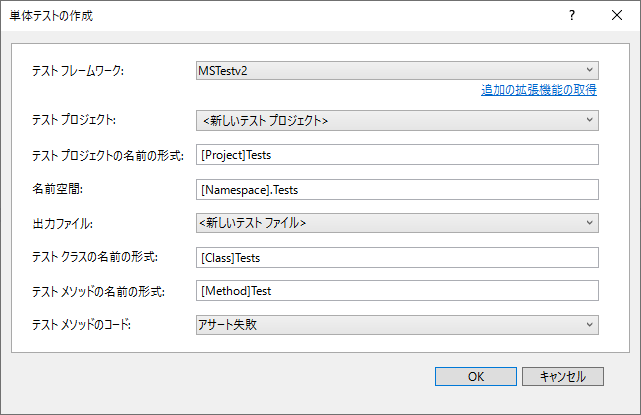 単体テストの作成
テスト フレームワーク:
MSTestv2
追加の拡張機能の取得
テスト プロジェクト:
<新しいテスト プロジェクト>
テスト プロジェクトの名前の形式:
[Project]Tests
名前空間:
[Namespace].Tests
出力ファイル:
<新しいテスト ファイル>
テスト クラスの名前の形式:
[Class]Tests
テスト メソッドの名前の形式:
[Method]Test
テスト メソッドのコード:
アサート失敗
OK
キャンセル